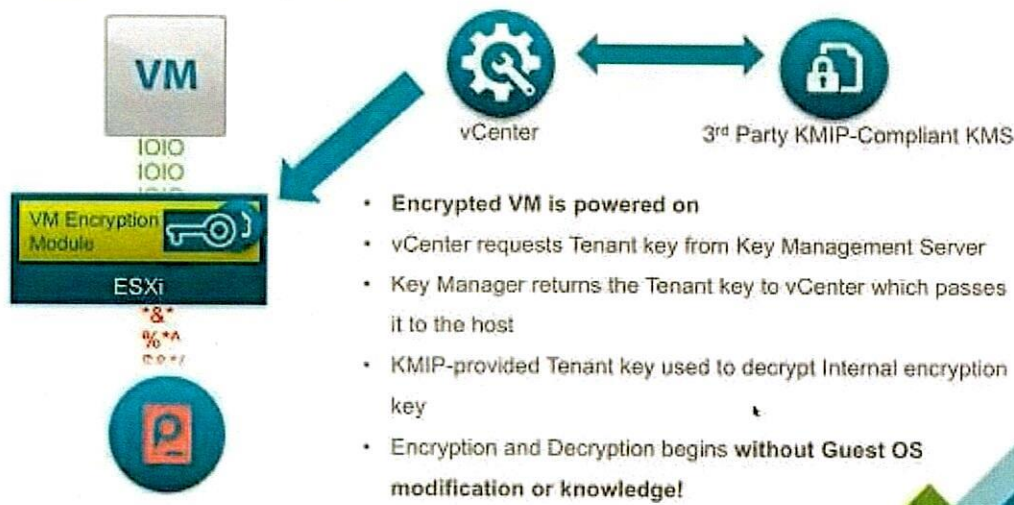 VM
IOIO
IOIO
VM Encryption
Module
ESXi
*&*
%*^
vCenter
3rd Party KMIP-Compliant KMS
• Encrypted VM is powered on
• vCenter requests Tenant key from Key Management Server
• Key Manager returns the Tenant key to vCenter which passes
it to the host
• KMIP-provided Tenant key used to decrypt Internal encryption
key
• Encryption and Decryption begins without Guest OS
modification or knowledge!